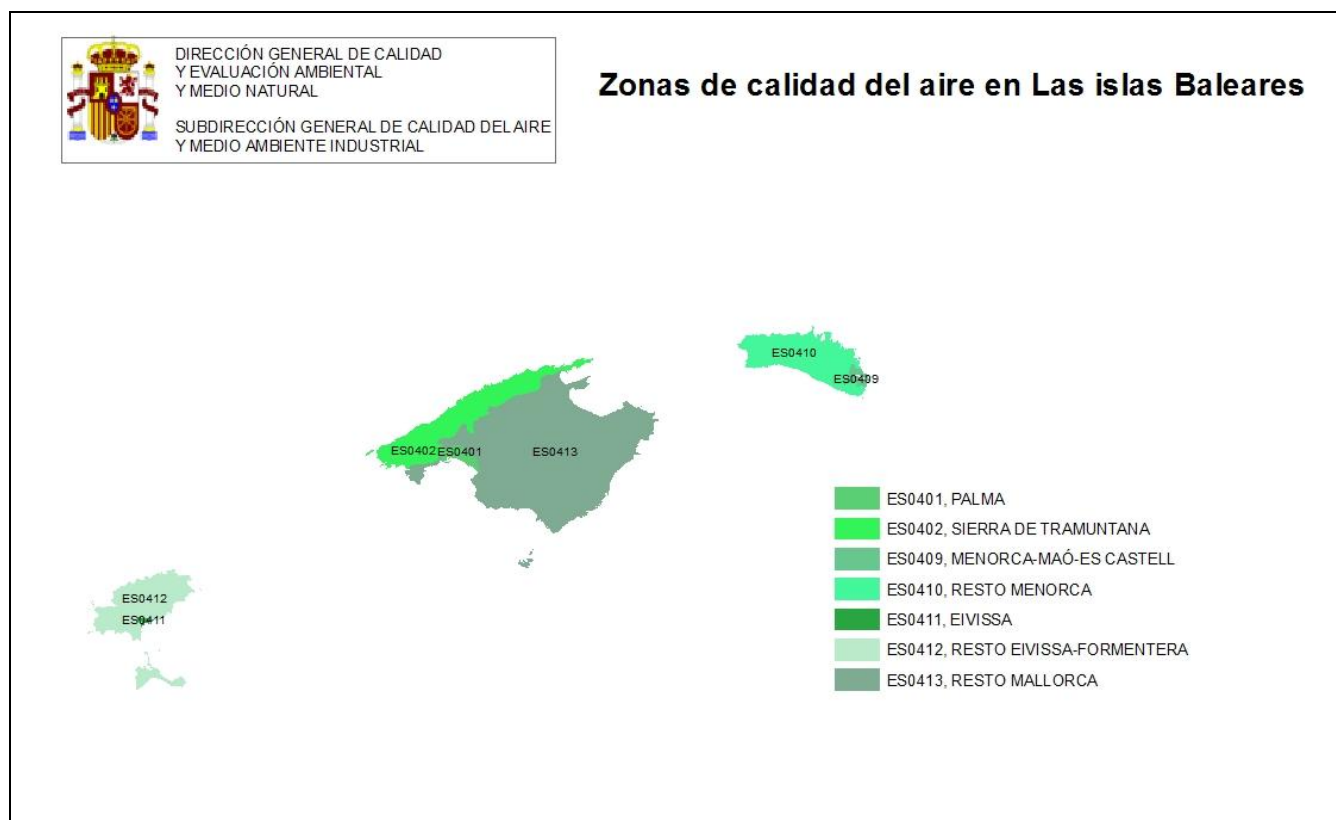 DIRECCIÓN GENERAL DE CALIDAD
Y EVALUACIÓN AMBIENTAL
Y MEDIO NATURAL
SUBDIRECCIÓN GENERAL DE CALIDAD DEL AIRE
Y MEDIO AMBIENTE INDUSTRIAL
Zonas de calidad del aire en Las islas Baleares
ES0410
ES0409
ES0402
ES0401
ES0413
ES0412
ES0411
ES0401, PALMA
ES0402, SIERRA DE TRAMUNTANA
ES0409, MENORCA-MAÓ-ES CASTELL
ES0410, RESTO MENORCA
ES0411, EIVISSA
ES0412, RESTO EIVISSA-FORMENTERA
ES0413, RESTO MALLORCA